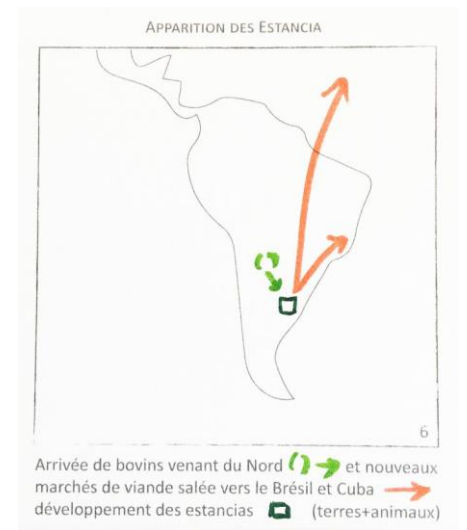 APPARITION DES ESTANCIA
6
Arrivée de bovins venant du Nord et nouveaux
marchés de viande salée vers le Brésil et Cuba
développement des estancias (terres+animaux)